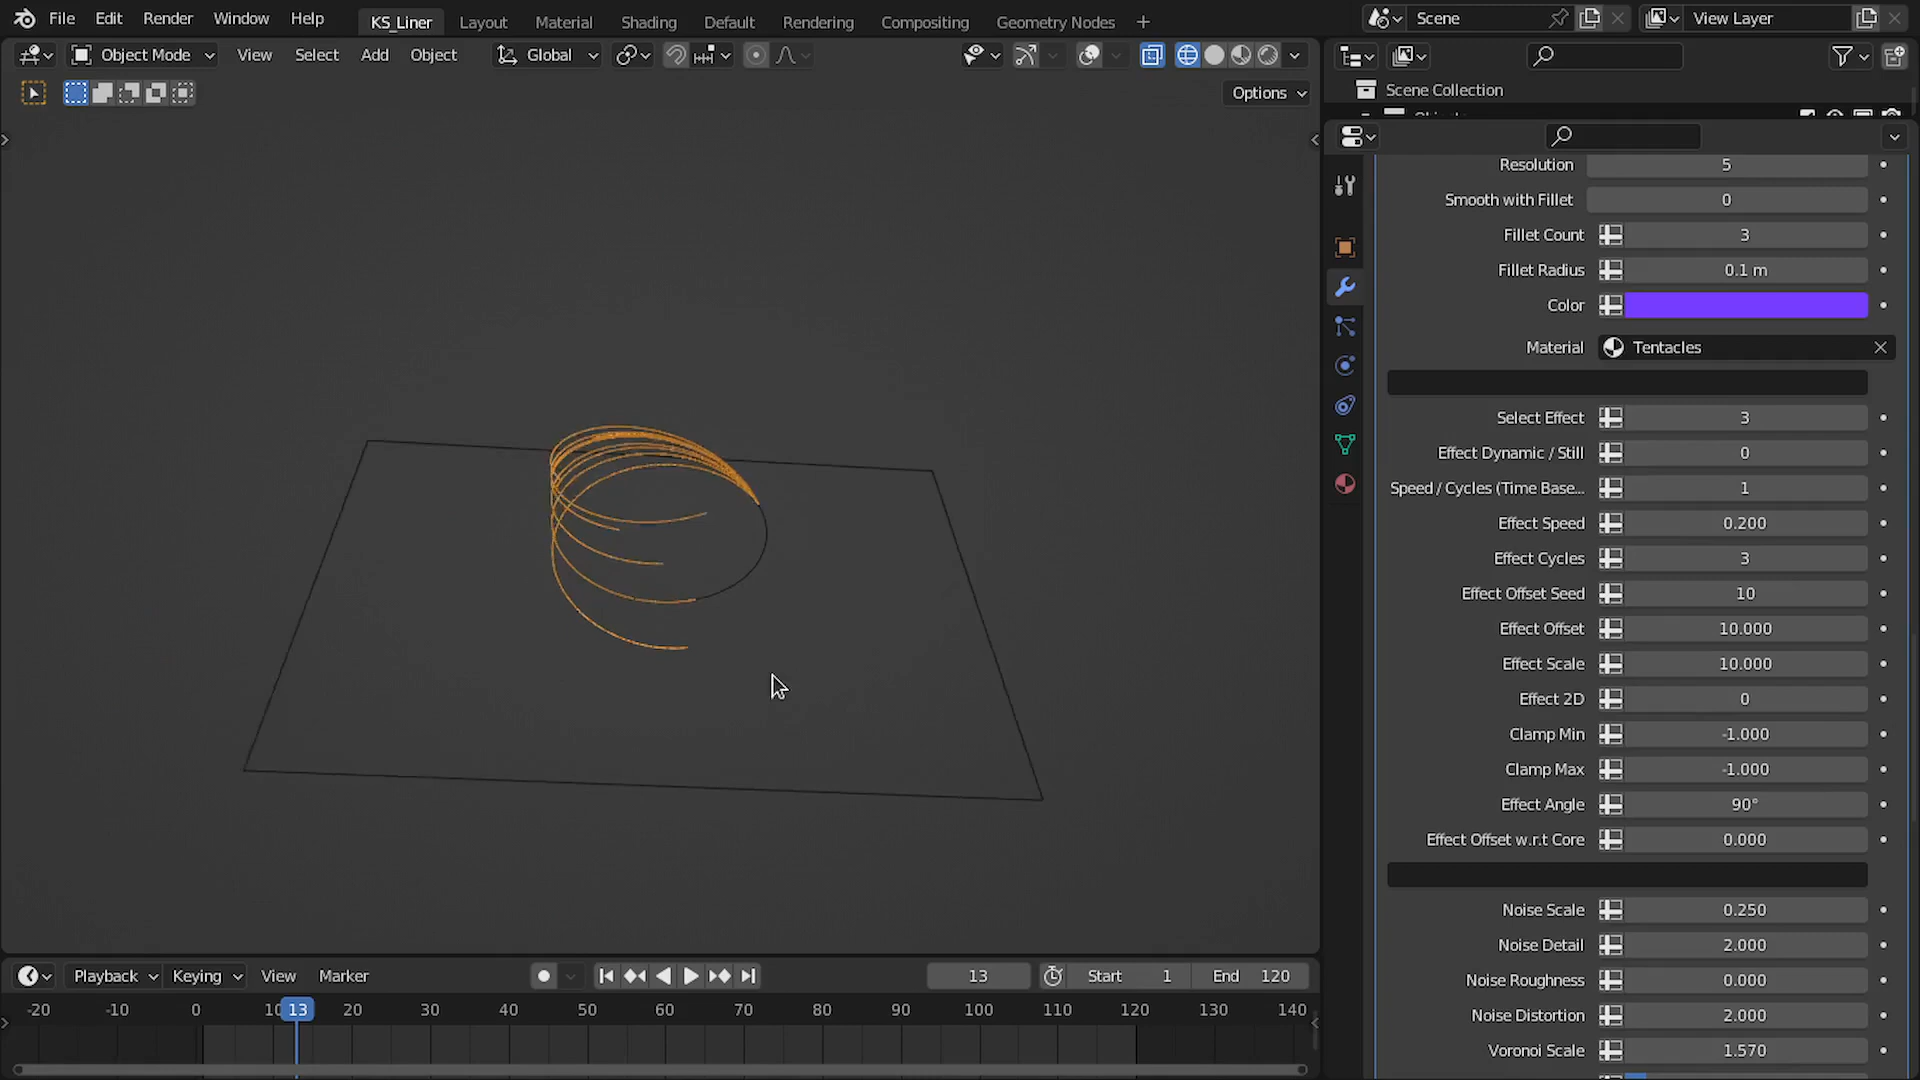 File Edit Render Window Help KS_Liner Layout Material Shading Default Rendering Compositing Geometry Nodes + Scene View Layer
Object Mode View Select Add Object Global
Options
Scene Collection
Resolution 5
Smooth with Fillet 0
Fillet Count 3
Fillet Radius 0.1 m
Color
Material Tentacles
Select Effect 3
Effect Dynamic / Still 0
Speed / Cycles (Time Base... 1
Effect Speed 0.200
Effect Cycles 3
Effect Offset Seed 10
Effect Offset 10.000
Effect Scale 10.000
Effect 2D 0
Clamp Min -1.000
Clamp Max -1.000
Effect Angle 90°
Effect Offset w.r.t Core 0.000
Noise Scale 0.250
Noise Detail 2.000
Noise Roughness 0.000
Noise Distortion 2.000
Voronoi Scale 1.570
Playback Keying View Marker 13 Start 1 End 120
-20 -10 0 10 13 20 30 40 50 60 70 80 90 100 110 120 130 140